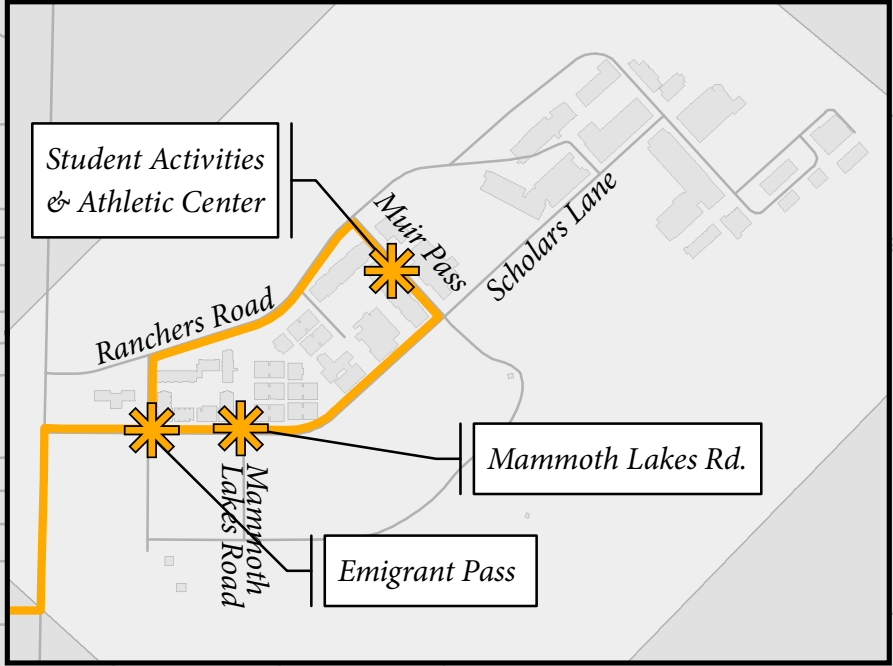 Student Activities
& Athletic Center
Muir Pass
Scholars Lane
Ranchers Road
Mammoth Lakes Rd.
Mammoth
Lakes Road
Emigrant Pass